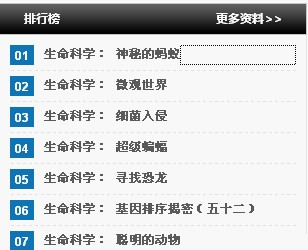 排行榜 更多资料>>
01 生命科学： 神秘的蚂蚁
02 生命科学： 微观世界
03 生命科学： 细菌入侵
04 生命科学： 超级蝙蝠
05 生命科学： 寻找恐龙
06 生命科学： 基因排序揭密（五十二）
07 生命科学： 聪明的动物